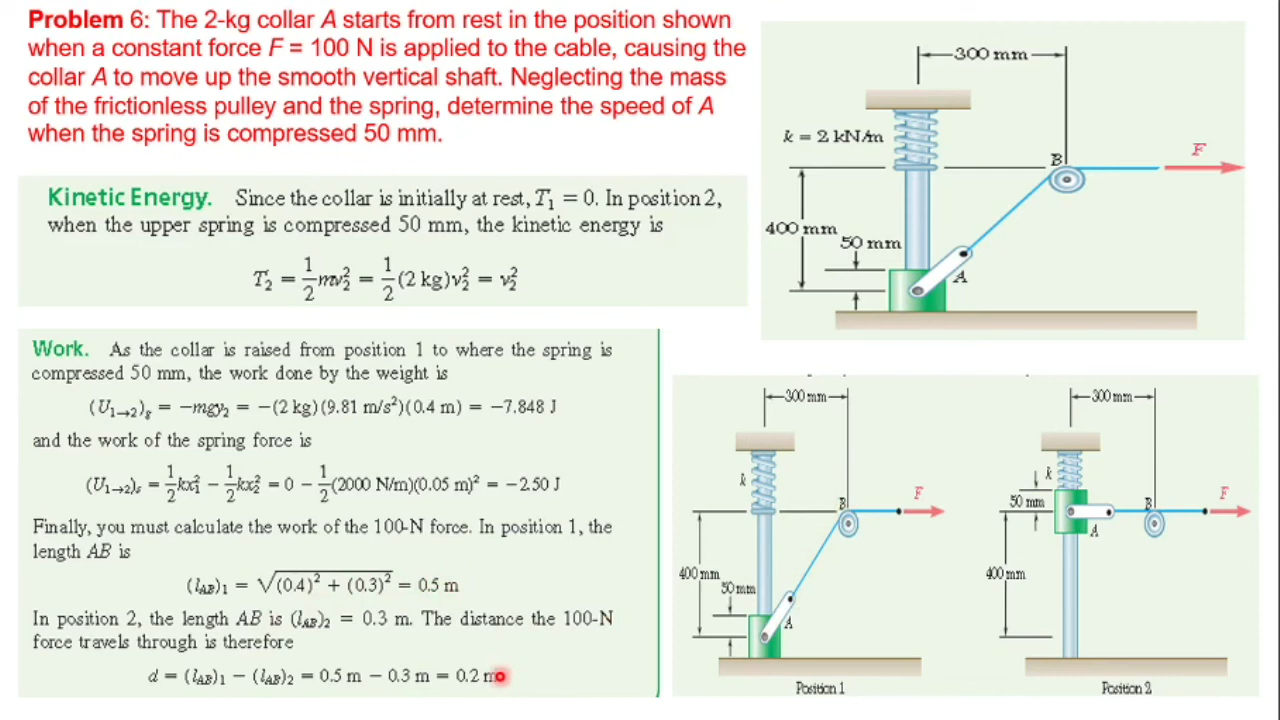 Problem 6: The 2-kg collar A starts from rest in the position shown
when a constant force F = 100 N is applied to the cable, causing the
collar A to move up the smooth vertical shaft. Neglecting the mass
of the frictionless pulley and the spring, determine the speed of A
when the spring is compressed 50 mm.
Kinetic Energy. Since the collar is initially at rest, T₁ = 0. In position 2,
when the upper spring is compressed 50 mm, the kinetic energy is
T₂ = 1/2 mv₂² = 1/2 (2 kg)v₂² = v₂²
Work. As the collar is raised from position 1 to where the spring is
compressed 50 mm, the work done by the weight is
(U₁→₂)g = −mgy₂ = −(2 kg)(9.81 m/s²)(0.4 m) = −7.848 J
and the work of the spring force is
(U₁→₂)s = 1/2 kx₁² − 1/2 kx₂² = 0 − 1/2 (2000 N/m)(0.05 m)² = −2.50 J
Finally, you must calculate the work of the 100-N force. In position 1, the
length AB is
(l_AB)₁ = √(0.4)² + (0.3)² = 0.5 m
In position 2, the length AB is (l_AB)₂ = 0.3 m. The distance the 100-N
force travels through is therefore
d = (l_AB)₁ − (l_AB)₂ = 0.5 m − 0.3 m = 0.2 m
300 mm
k = 2 kN/m
B
F
400 mm
50 mm
A
300 mm
k
B
F
400 mm
50 mm
A
Position 1
300 mm
k
50 mm
B
F
A
400 mm
Position 2